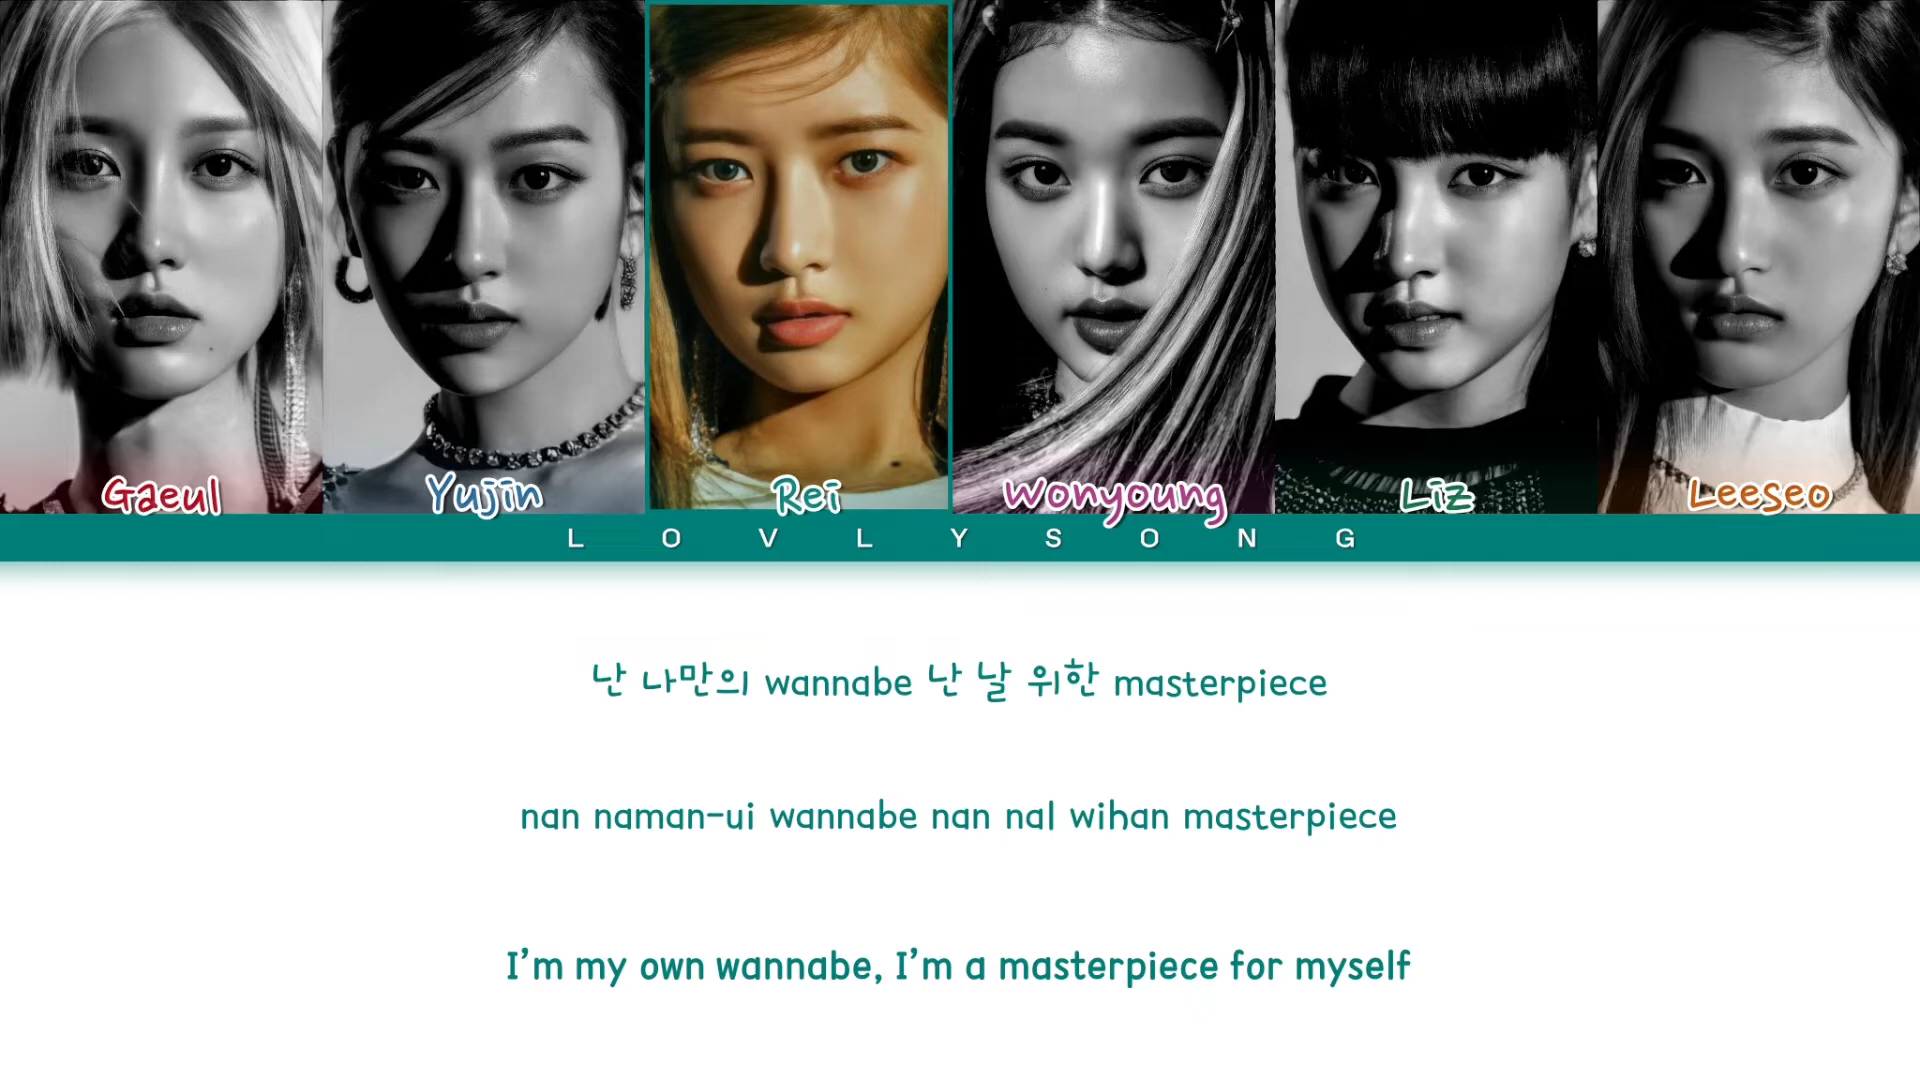 Gaeul Yujin Rei Wonyoung Liz Leeseo
LOVLYSONG
난 나만의 wannabe 난 날 위한 masterpiece
nan naman-ui wannabe nan nal wihan masterpiece
I'm my own wannabe, I'm a masterpiece for myself